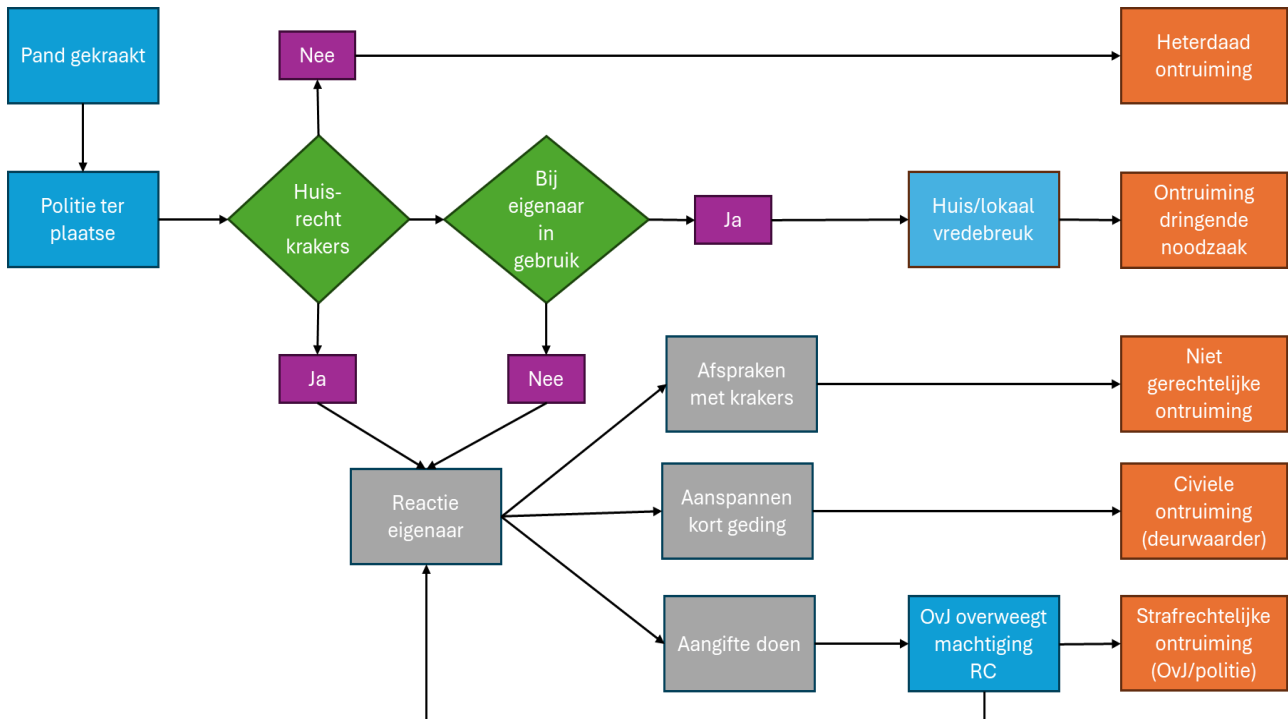 Pand gekraakt
Nee
Heterdaad
ontruiming
Politie ter
plaatse
Huis-
recht
krakers
Bij
eigenaar
in
gebruik
Ja
Huis/lokaal
vredebreuk
Ontruiming
dringende
noodzaak
Ja
Nee
Afspraken
met krakers
Niet
gerechtelijke
ontruiming
Reactie
eigenaar
Aanspannen
kort geding
Civiele
ontruiming
(deurwaarder)
Aangifte doen
OvJ overweegt
machtiging
RC
Strafrechtelijke
ontruiming
(OvJ/politie)